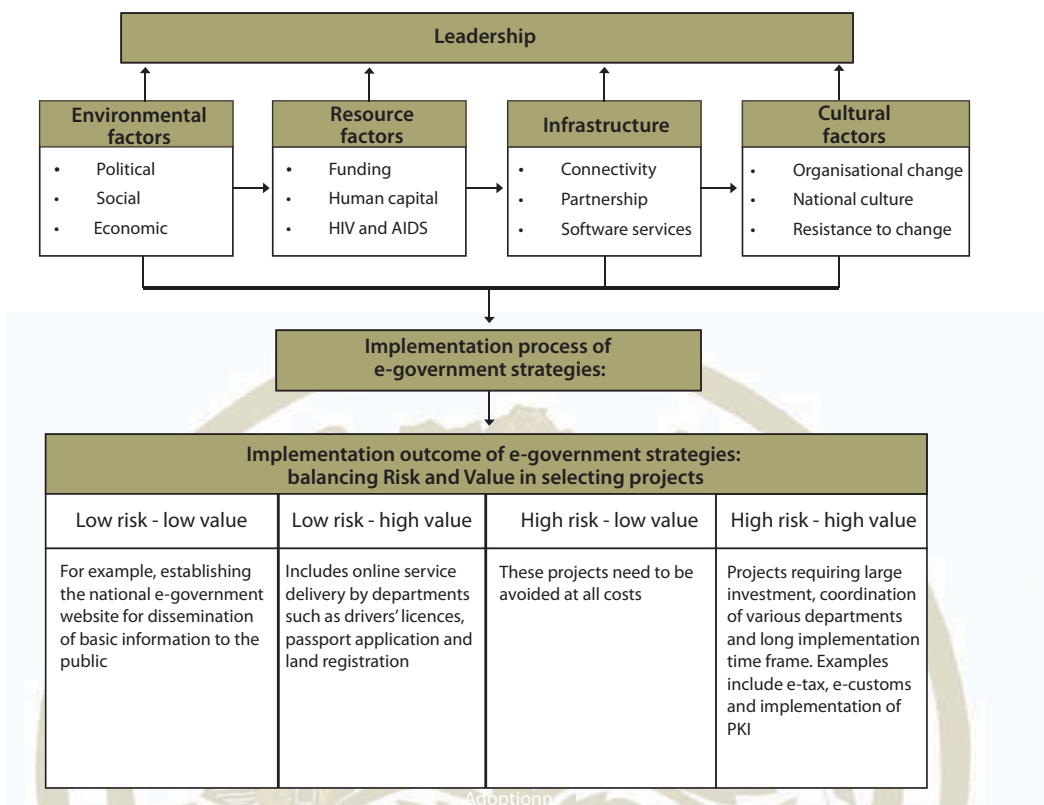 Leadership
Environmental
factors
• Political
• Social
• Economic
Resource
factors
• Funding
• Human capital
• HIV and AIDS
Infrastructure
• Connectivity
• Partnership
• Software services
Cultural
factors
• Organisational change
• National culture
• Resistance to change
Implementation process of
e-government strategies:
Implementation outcome of e-government strategies:
balancing Risk and Value in selecting projects
Low risk - low value
Low risk - high value
High risk - low value
High risk - high value
For example, establishing
the national e-government
website for dissemination
of basic information to the
public
Includes online service
delivery by departments
such as drivers’ licences,
passport application and
land registration
These projects need to be
avoided at all costs
Projects requiring large
investment, coordination
of various departments
and long implementation
time frame. Examples
include e-tax, e-customs
and implementation of
PKI
Adoptionn